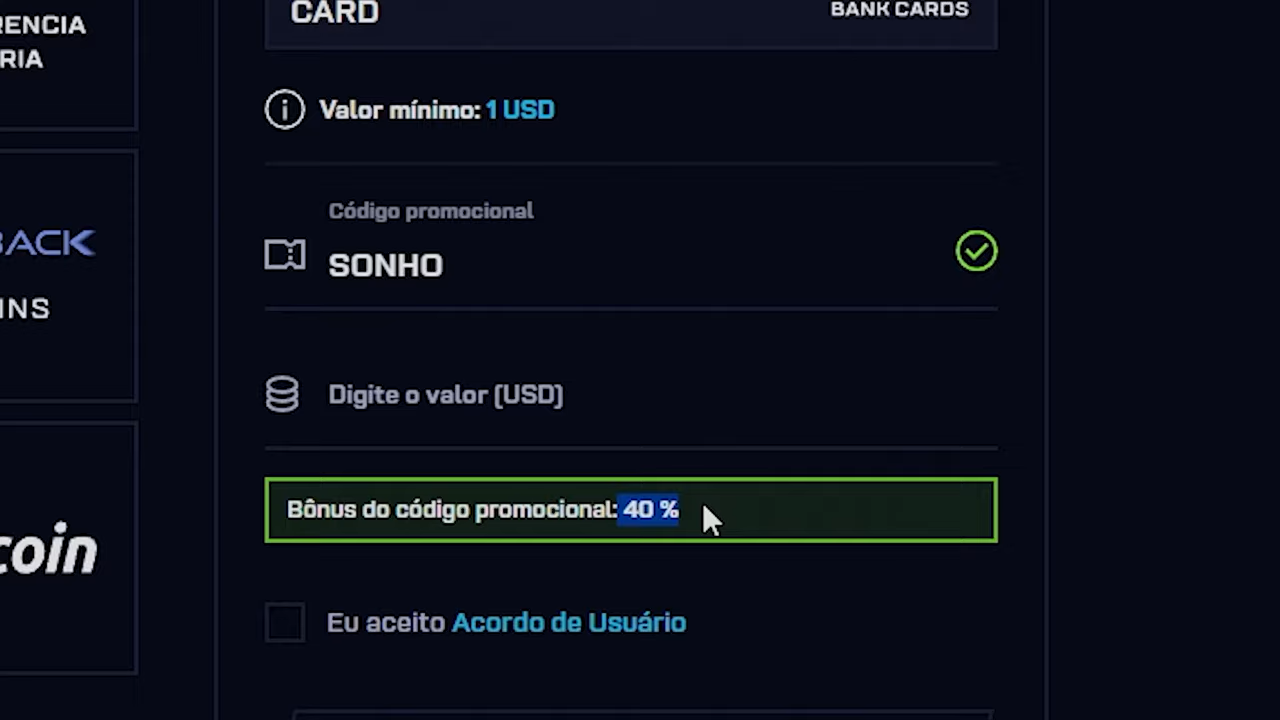 RENCIA
RIA
BACK
INS
coin
CARD
BANK CARDS
Valor mínimo: 1 USD
Código promocional
SONHO
Digite o valor (USD)
Bônus do código promocional: 40 %
Eu aceito Acordo de Usuário